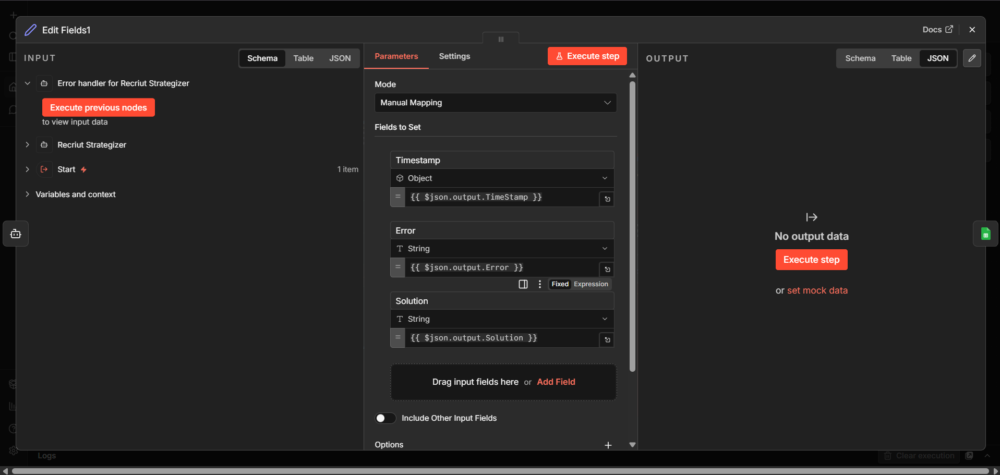 Edit Fields1
Docs
INPUT
Schema Table JSON
Error handler for Recriut Strategizer
Execute previous nodes
to view input data
Recriut Strategizer
Start
1 item
Variables and context
Parameters Settings
Execute step
Mode
Manual Mapping
Fields to Set
Timestamp
Object
= {{ $json.output.TimeStamp }}
Error
String
= {{ $json.output.Error }}
Fixed Expression
Solution
String
= {{ $json.output.Solution }}
Drag input fields here or Add Field
Include Other Input Fields
Options
OUTPUT
Schema Table JSON
No output data
Execute step
or set mock data
Logs
Clear execution